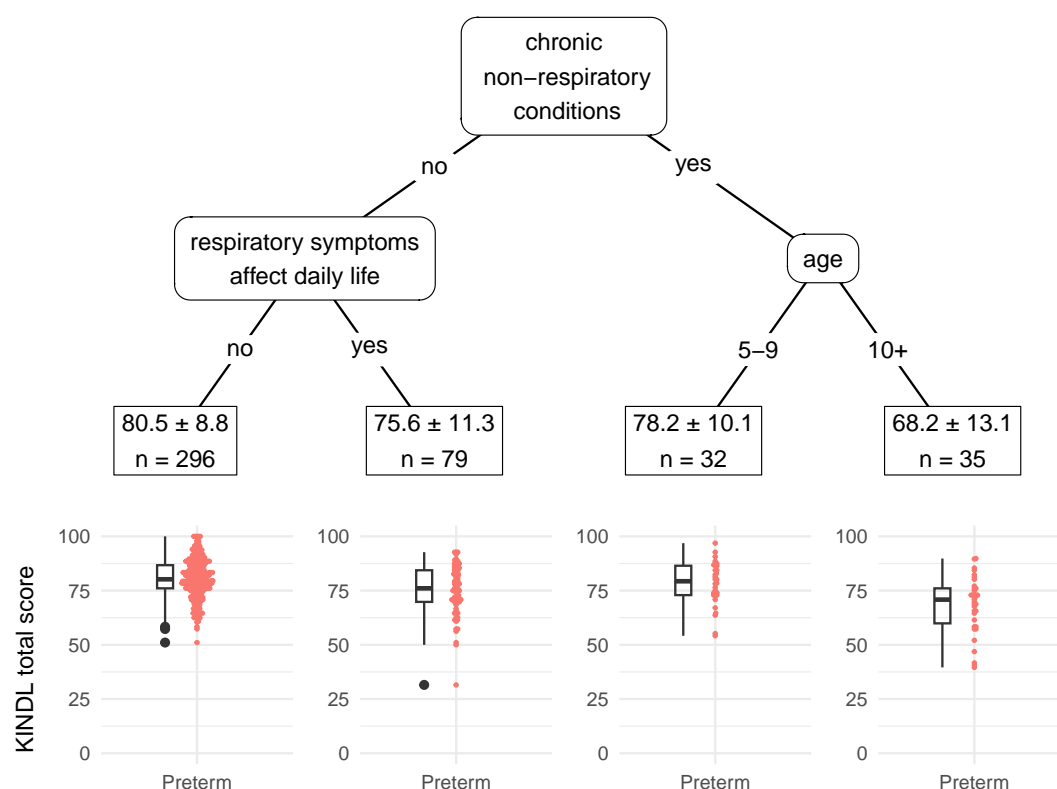 chronic
non−respiratory
conditions
no
yes
respiratory symptoms
affect daily life
age
no
yes
5−9
10+
80.5 ± 8.8
n = 296
75.6 ± 11.3
n = 79
78.2 ± 10.1
n = 32
68.2 ± 13.1
n = 35
KINDL total score
100
75
50
25
0
Preterm
100
75
50
25
0
Preterm
100
75
50
25
0
Preterm
100
75
50
25
0
Preterm